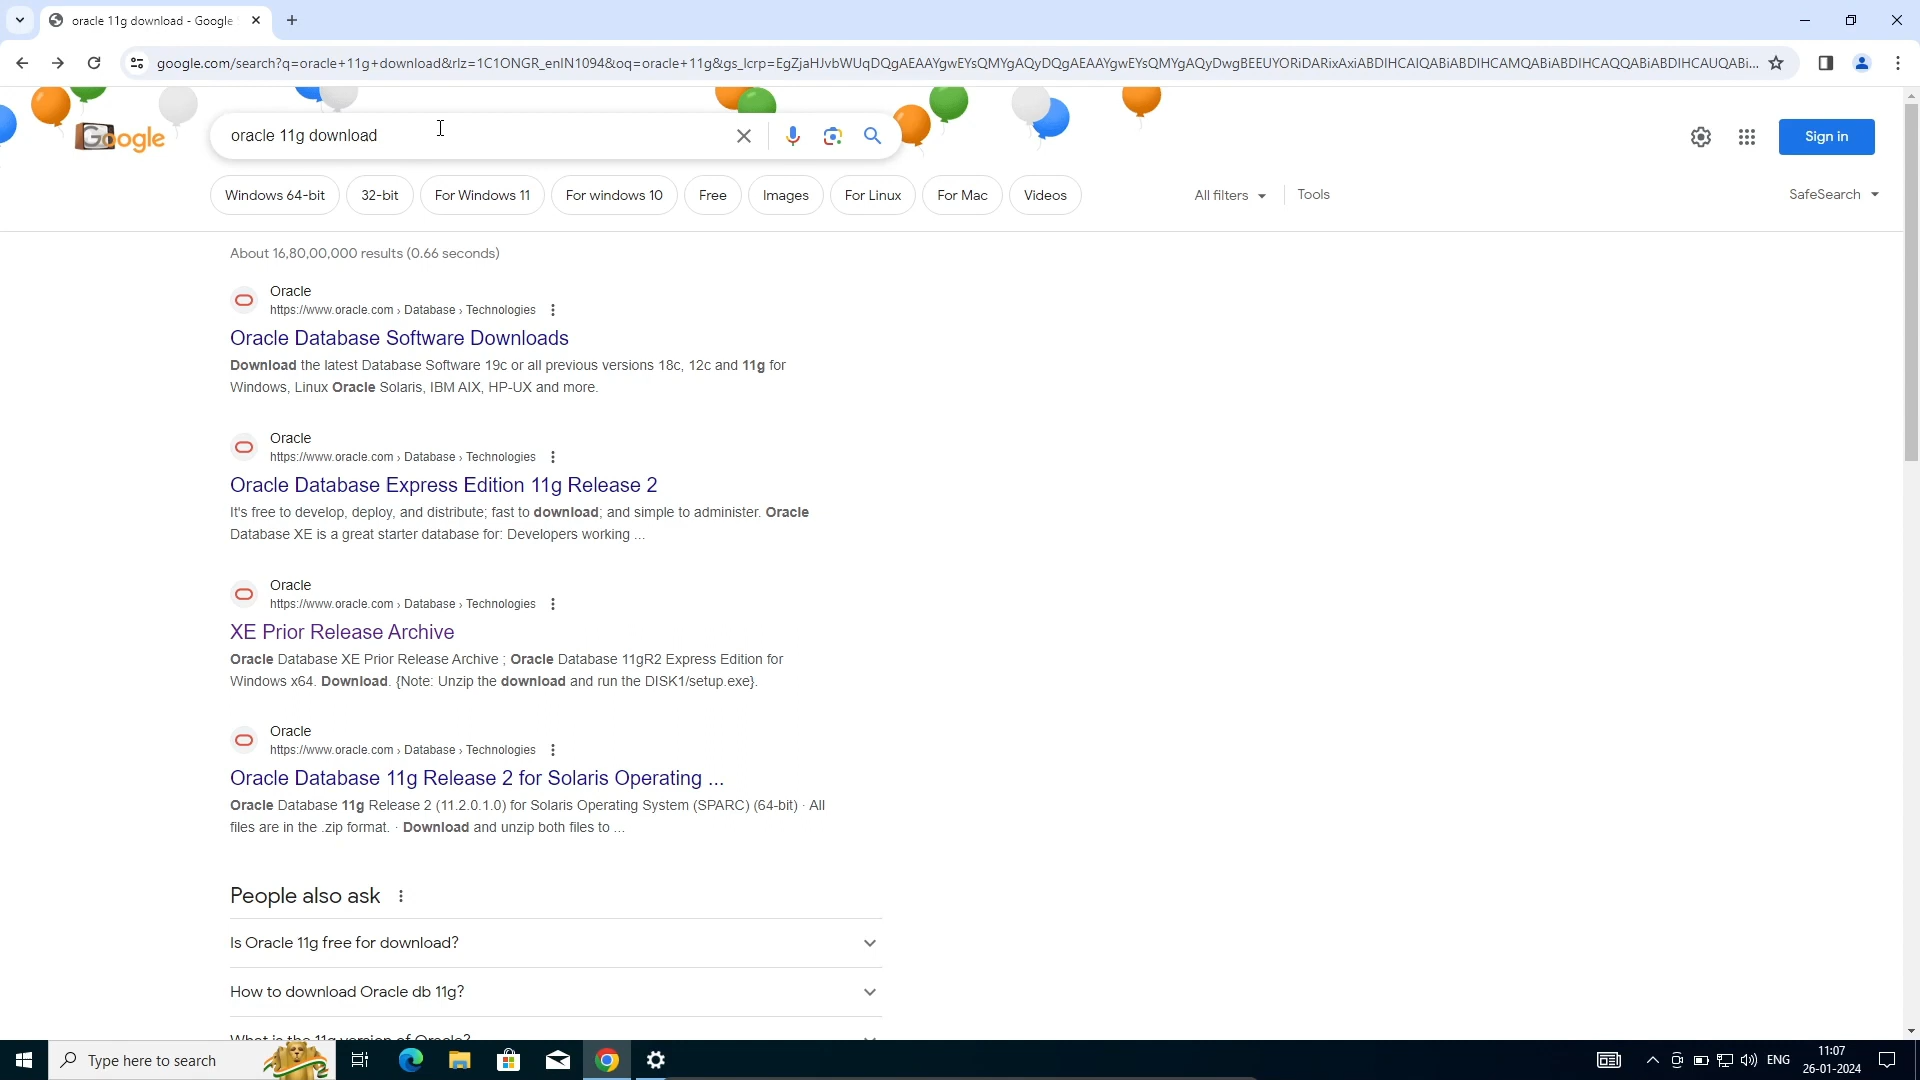 oracle 11g download - Google
google.com/search?q=oracle+11g+download&rlz=1C1ONGR_enIN1094&oq=oracle+11g&gs_lcrp=EgZjaHJvbWUqDQgAEAAYgwEYsQMYgAQyDQgAEAAYgwEYsQMYgAQyDwgBEEUYORiDARixAxiABDIHCAIQABiABDIHCAMQABiABDIHCAQQABiABDIHCAUQABi...
Google
oracle 11g download
Sign in
Windows 64-bit
32-bit
For Windows 11
For windows 10
Free
Images
For Linux
For Mac
Videos
All filters
Tools
SafeSearch
About 16,80,00,000 results (0.66 seconds)
Oracle
https://www.oracle.com › Database › Technologies
Oracle Database Software Downloads
Download the latest Database Software 19c or all previous versions 18c, 12c and 11g for
Windows, Linux Oracle Solaris, IBM AIX, HP-UX and more.
Oracle
https://www.oracle.com › Database › Technologies
Oracle Database Express Edition 11g Release 2
It's free to develop, deploy, and distribute; fast to download; and simple to administer. Oracle
Database XE is a great starter database for: Developers working ...
Oracle
https://www.oracle.com › Database › Technologies
XE Prior Release Archive
Oracle Database XE Prior Release Archive ; Oracle Database 11gR2 Express Edition for
Windows x64. Download. {Note: Unzip the download and run the DISK1/setup.exe}.
Oracle
https://www.oracle.com › Database › Technologies
Oracle Database 11g Release 2 for Solaris Operating ...
Oracle Database 11g Release 2 (11.2.0.1.0) for Solaris Operating System (SPARC) (64-bit) · All
files are in the .zip format. · Download and unzip both files to ...
People also ask
Is Oracle 11g free for download?
How to download Oracle db 11g?
What is the 11g version of Oracle?
Type here to search
ENG
11:07
26-01-2024